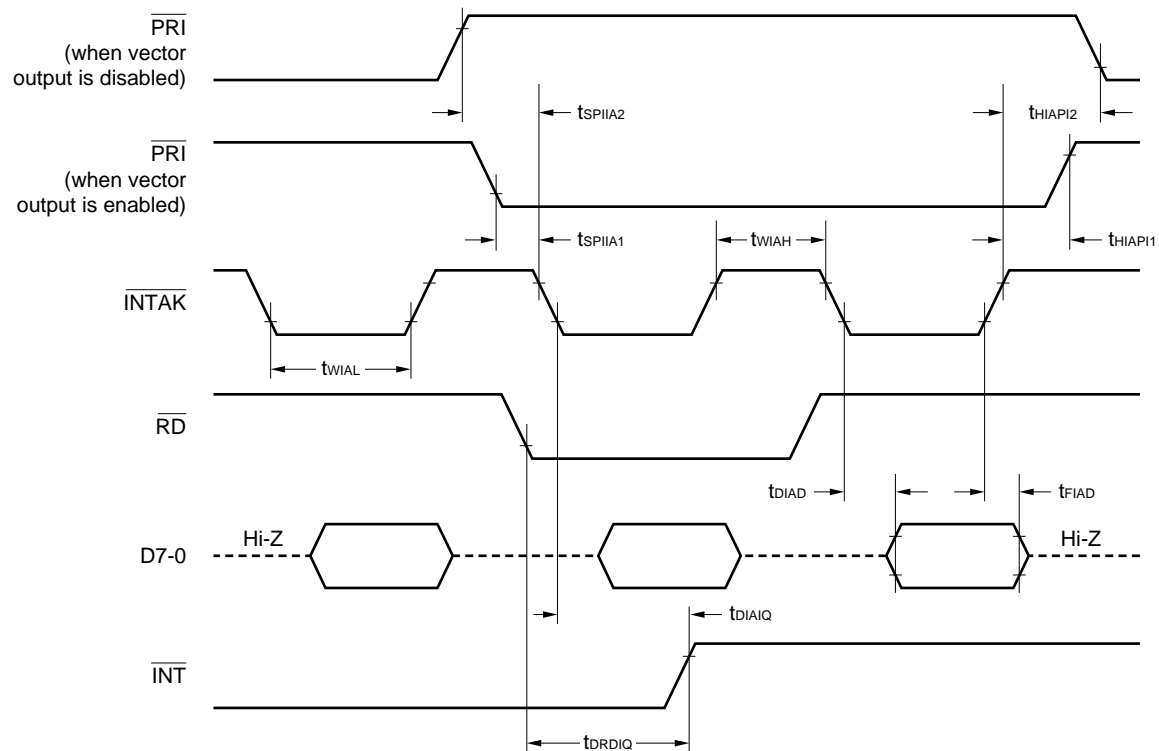 PRI
(when vector
output is disabled)
tSPIIA2
tHIAPI2
PRI
(when vector
output is enabled)
tSPIIA1
tWIAH
tHIAPI1
INTAK
tWIAL
RD
tDIAD
tFIAD
Hi-Z
Hi-Z
D7-0
tDIAIQ
INT
tDRDIQ